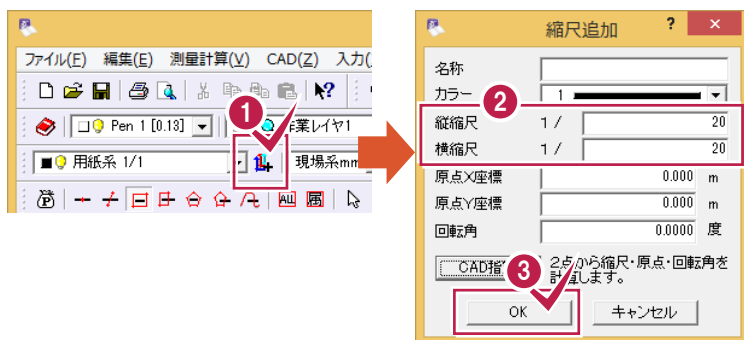 ファイル(F) 編集(E) 測量計算(V) CAD(Z) 入力(
1
Pen 1 [0.13]
業レイヤ1
用紙系 1/1
現場系mm
ALL 属
縮尺追加 ? ×
名称
カラー 1
2
縦縮尺 1 / 20
横縮尺 1 / 20
原点X座標 0.000 m
原点Y座標 0.000 m
回転角 0.0000 度
CAD指
2点から縮尺・原点・回転角を
計算します。
3
OK キャンセル